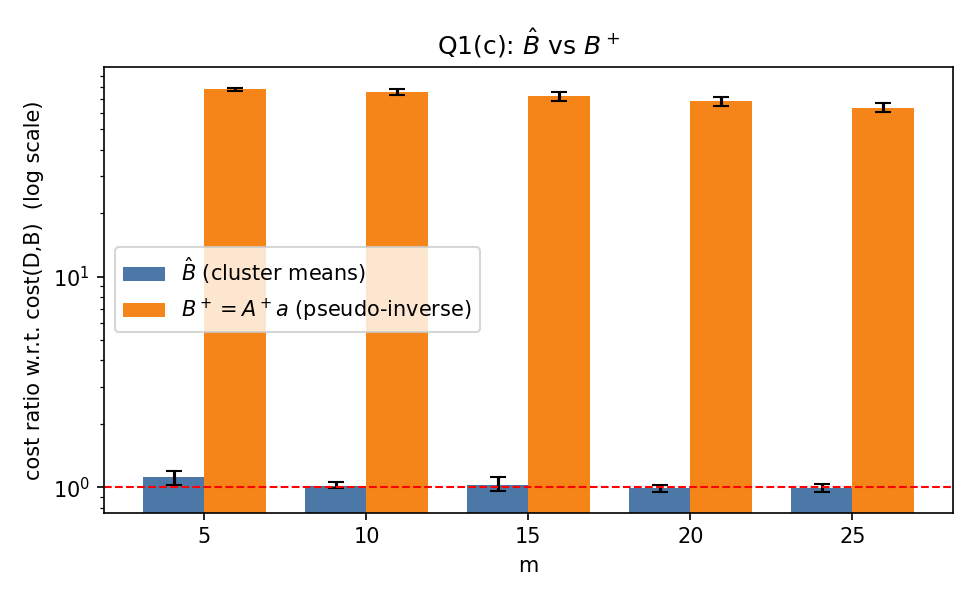 Q1(c): B̂ vs B⁺
cost ratio w.r.t. cost(D,B) (log scale)
10¹
10⁰
B̂ (cluster means)
B⁺ = A⁺a (pseudo-inverse)
5 10 15 20 25
m